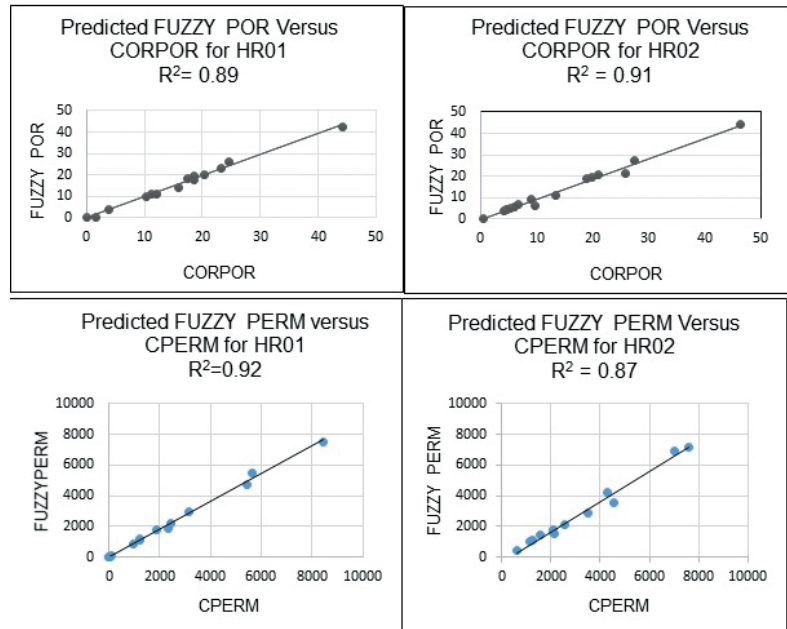 Predicted FUZZY POR Versus
CORPOR for HR01
R²= 0.89
50
40
30
20
10
0
FUZZY POR
0 10 20 30 40 50
CORPOR
Predicted FUZZY POR Versus
CORPOR for HR02
R² = 0.91
50
40
30
20
10
0
FUZZY POR
0 10 20 30 40 50
CORPOR
Predicted FUZZY PERM versus
CPERM for HR01
R²=0.92
10000
8000
6000
4000
2000
0
FUZZYPERM
0 2000 4000 6000 8000 10000
CPERM
Predicted FUZZY PERM Versus
CPERM for HR02
R² = 0.87
10000
8000
6000
4000
2000
0
FUZZY PERM
0 2000 4000 6000 8000 10000
CPERM